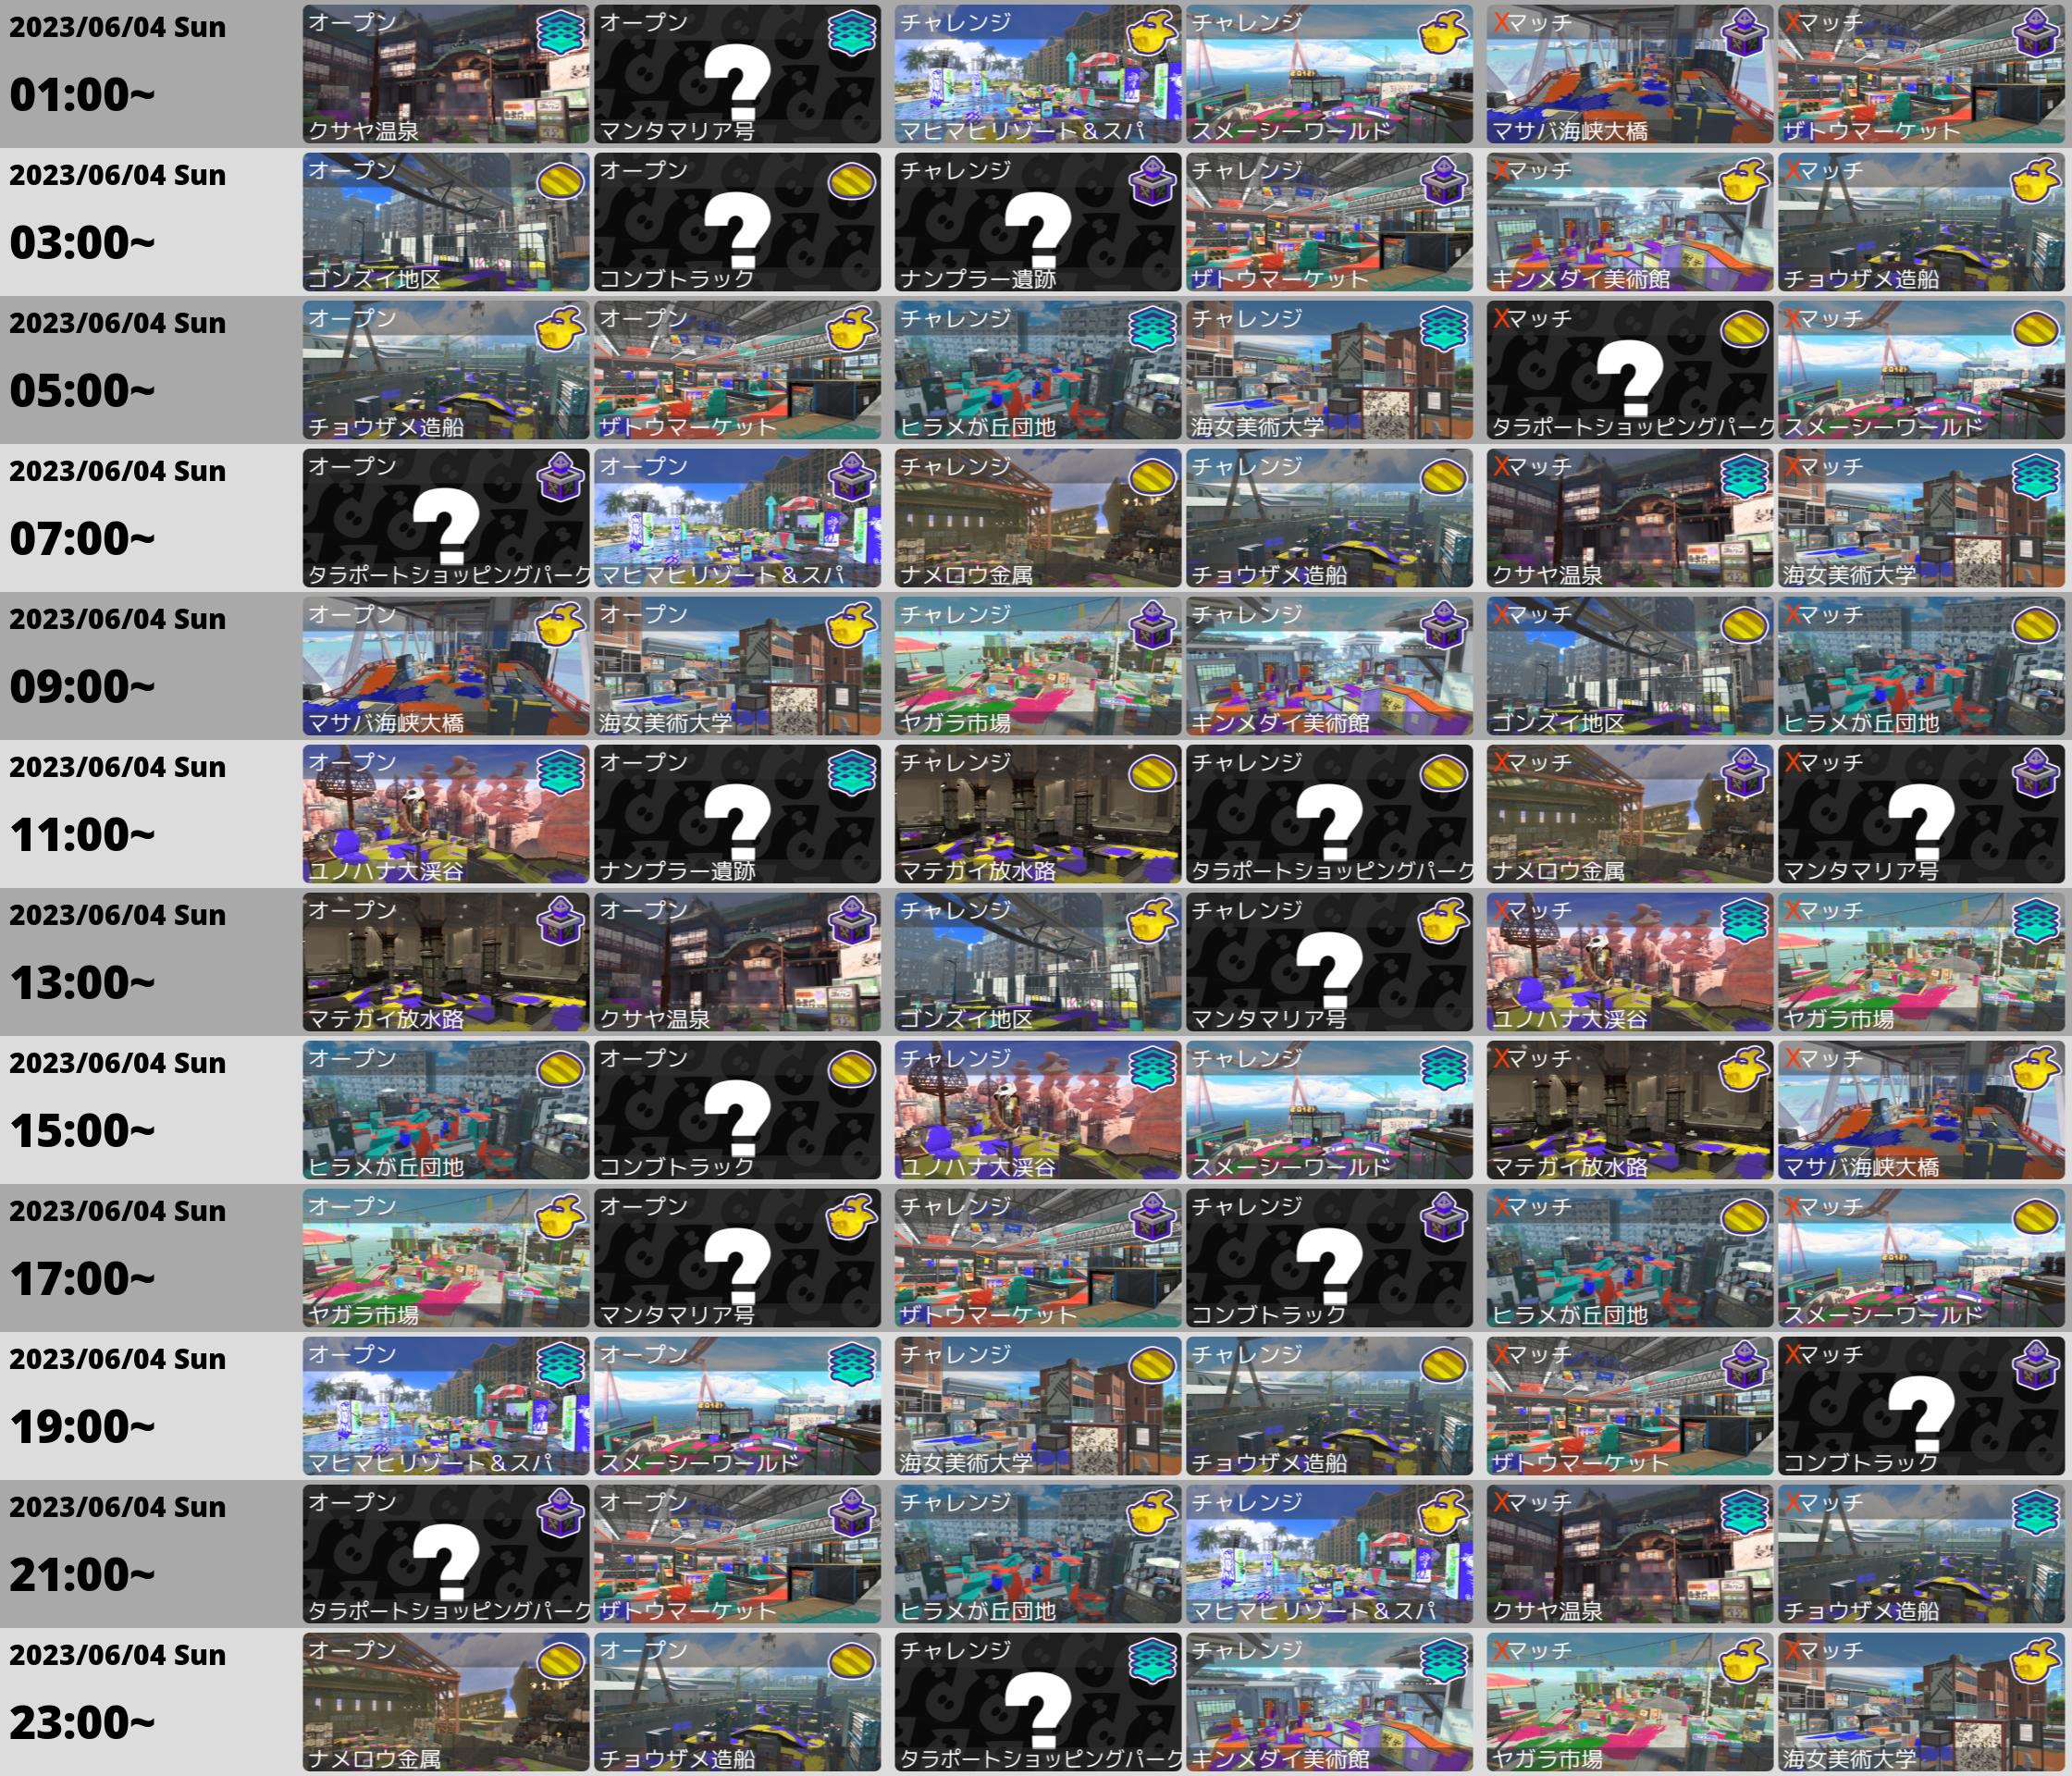 2023/06/04 Sun
01:00~
オープン オープン チャレンジ チャレンジ Xマッチ Xマッチ
クサヤ温泉 マンタマリア号 マヒマヒリゾート＆スパ スメーシーワールド マサバ海峡大橋 ザトウマーケット
2023/06/04 Sun
03:00~
オープン オープン チャレンジ チャレンジ Xマッチ Xマッチ
ゴンズイ地区 コンブトラック ナンプラー遺跡 ザトウマーケット キンメダイ美術館 チョウザメ造船
2023/06/04 Sun
05:00~
オープン オープン チャレンジ チャレンジ Xマッチ Xマッチ
チョウザメ造船 ザトウマーケット ヒラメが丘団地 海女美術大学 タラポートショッピングパーク スメーシーワールド
2023/06/04 Sun
07:00~
オープン オープン チャレンジ チャレンジ Xマッチ Xマッチ
タラポートショッピングパーク マヒマヒリゾート＆スパ ナメロウ金属 チョウザメ造船 クサヤ温泉 海女美術大学
2023/06/04 Sun
09:00~
オープン オープン チャレンジ チャレンジ Xマッチ Xマッチ
マサバ海峡大橋 海女美術大学 ヤガラ市場 キンメダイ美術館 ゴンズイ地区 ヒラメが丘団地
2023/06/04 Sun
11:00~
オープン オープン チャレンジ チャレンジ Xマッチ Xマッチ
ユノハナ大渓谷 ナンプラー遺跡 マテガイ放水路 タラポートショッピングパーク ナメロウ金属 マンタマリア号
2023/06/04 Sun
13:00~
オープン オープン チャレンジ チャレンジ Xマッチ Xマッチ
マテガイ放水路 クサヤ温泉 ゴンズイ地区 マンタマリア号 ユノハナ大渓谷 ヤガラ市場
2023/06/04 Sun
15:00~
オープン オープン チャレンジ チャレンジ Xマッチ Xマッチ
ヒラメが丘団地 コンブトラック ユノハナ大渓谷 スメーシーワールド マテガイ放水路 マサバ海峡大橋
2023/06/04 Sun
17:00~
オープン オープン チャレンジ チャレンジ Xマッチ Xマッチ
ヤガラ市場 マンタマリア号 ザトウマーケット コンブトラック ヒラメが丘団地 スメーシーワールド
2023/06/04 Sun
19:00~
オープン オープン チャレンジ チャレンジ Xマッチ Xマッチ
マヒマヒリゾート＆スパ スメーシーワールド 海女美術大学 チョウザメ造船 ザトウマーケット コンブトラック
2023/06/04 Sun
21:00~
オープン オープン チャレンジ チャレンジ Xマッチ Xマッチ
タラポートショッピングパーク ザトウマーケット ヒラメが丘団地 マヒマヒリゾート＆スパ クサヤ温泉 チョウザメ造船
2023/06/04 Sun
23:00~
オープン オープン チャレンジ チャレンジ Xマッチ Xマッチ
ナメロウ金属 チョウザメ造船 タラポートショッピングパーク キンメダイ美術館 ヤガラ市場 海女美術大学